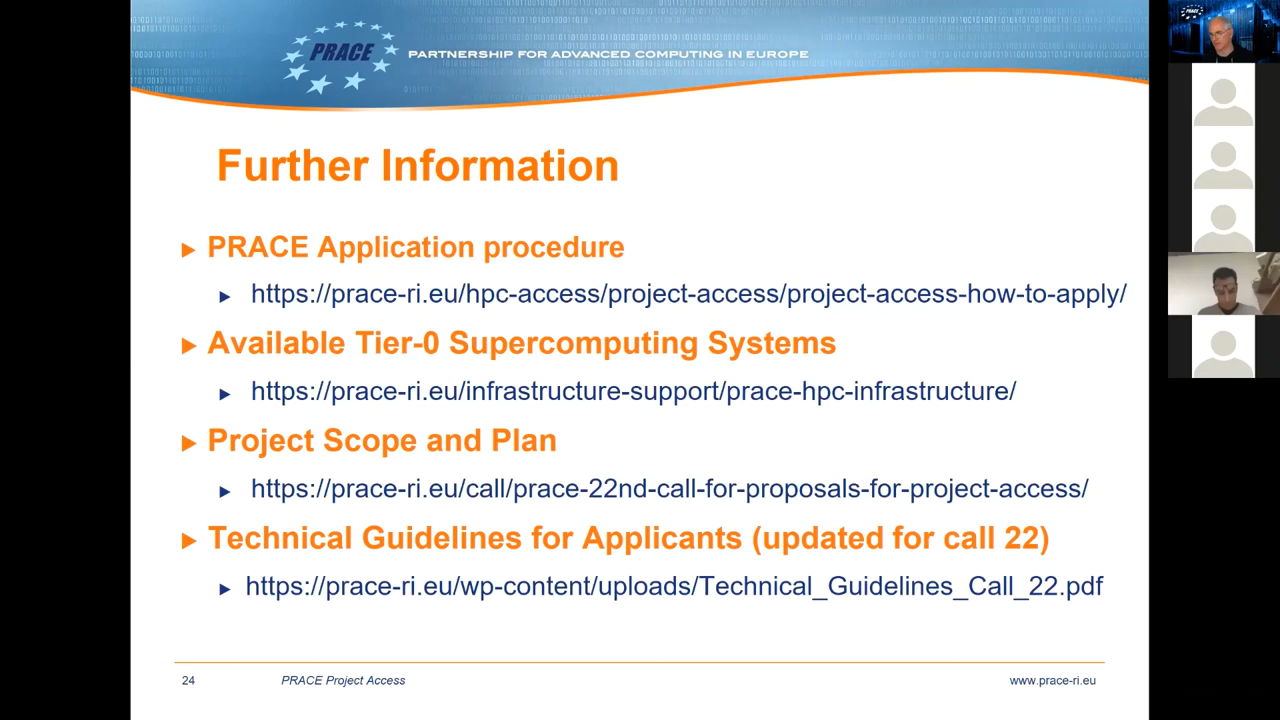 PRACE
PARTNERSHIP FOR ADVANCED COMPUTING IN EUROPE
PRACE
Further Information
PRACE Application procedure
https://prace-ri.eu/hpc-access/project-access/project-access-how-to-apply/
Available Tier-0 Supercomputing Systems
https://prace-ri.eu/infrastructure-support/prace-hpc-infrastructure/
Project Scope and Plan
https://prace-ri.eu/call/prace-22nd-call-for-proposals-for-project-access/
Technical Guidelines for Applicants (updated for call 22)
https://prace-ri.eu/wp-content/uploads/Technical_Guidelines_Call_22.pdf
24
PRACE Project Access
www.prace-ri.eu